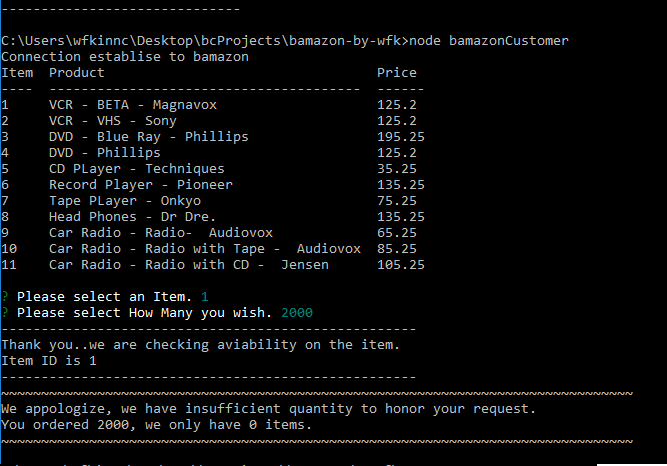 ------------------------------
C:\Users\wfkinnc\Desktop\bcProjects\bamazon-by-wfk>node bamazonCustomer
Connection establise to bamazon
Item  Product                                  Price
----  ---------------------------------------  ------
1     VCR - BETA - Magnavox                    125.2
2     VCR - VHS - Sony                         125.2
3     DVD - Blue Ray - Phillips                195.25
4     DVD - Phillips                           125.2
5     CD PLayer - Techniques                   35.25
6     Record Player - Pioneer                  135.25
7     Tape PLayer - Onkyo                      75.25
8     Head Phones - Dr Dre.                    135.25
9     Car Radio - Radio-  Audiovox             65.25
10    Car Radio - Radio with Tape -  Audiovox  85.25
11    Car Radio - Radio with CD -  Jensen      105.25
? Please select an Item. 1
? Please select How Many you wish. 2000
----------------------------------------------------
Thank you..we are checking aviability on the item.
Item ID is 1
----------------------------------------------------
~~~~~~~~~~~~~~~~~~~~~~~~~~~~~~~~~~~~~~~~~~~~~~~~~~~~~~~~~~~~~~~~~~~~~~~~~~~~~~~
We appologize, we have insufficient quantity to honor your request.
You ordered 2000, we only have 0 items.
~~~~~~~~~~~~~~~~~~~~~~~~~~~~~~~~~~~~~~~~~~~~~~~~~~~~~~~~~~~~~~~~~~~~~~~~~~~~~~~